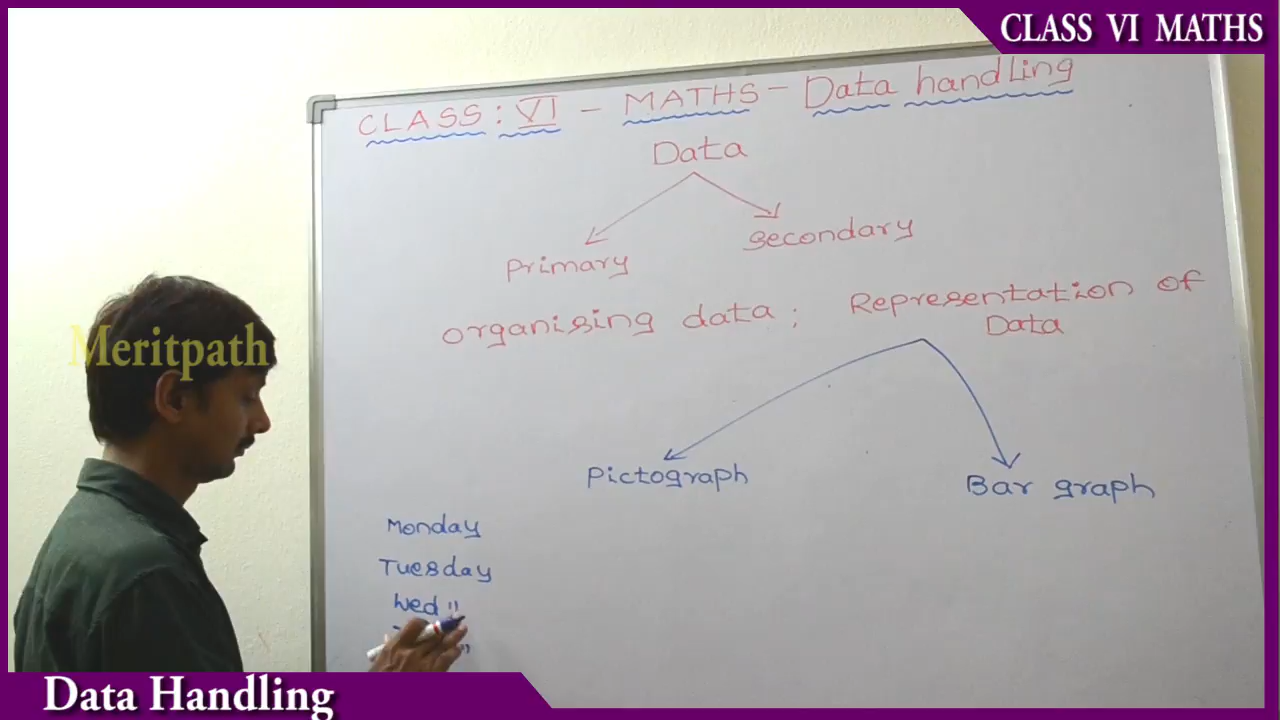 CLASS VI MATHS
CLASS: VI - MATHS - Data handling
Data
Primary secondary
organising data; Representation of
Data
Meritpath
Pictograph Bar graph
Monday
Tuesday
Wed "
"
Data Handling